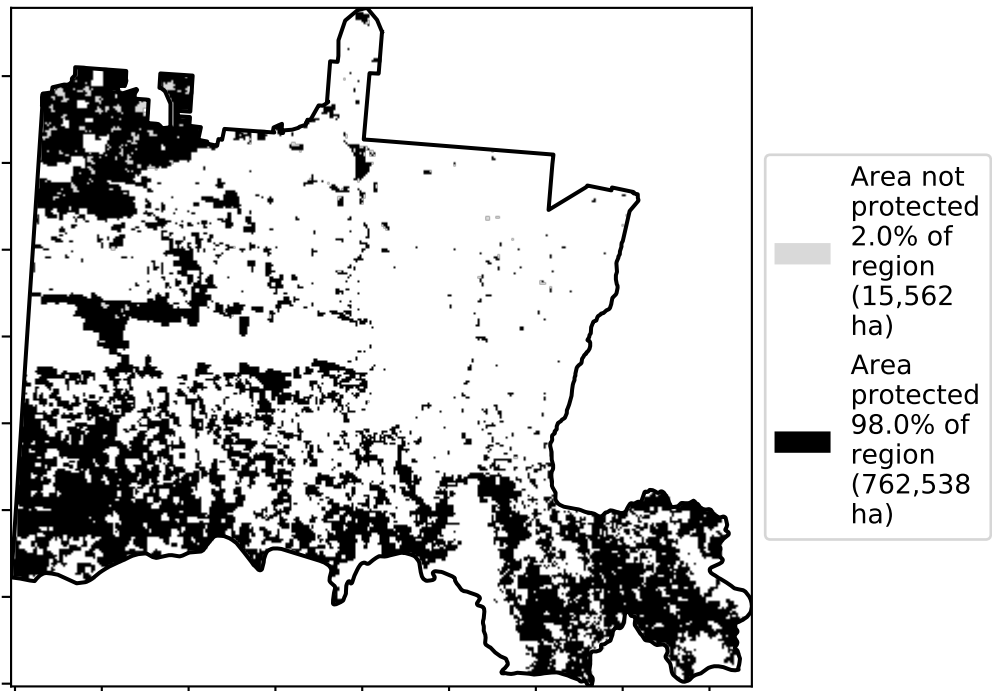 Area not
protected
2.0% of
region
(15,562
ha)
Area
protected
98.0% of
region
(762,538
ha)